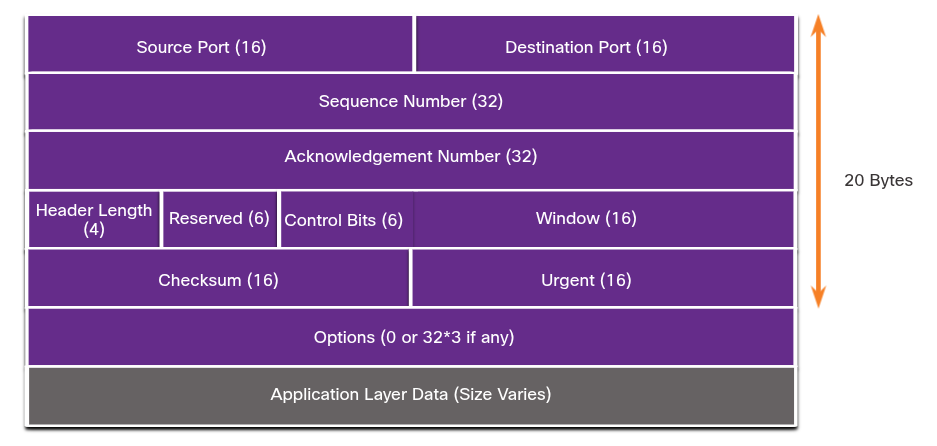 Source Port (16)
Destination Port (16)
Sequence Number (32)
Acknowledgement Number (32)
20 Bytes
Header Length
(4)
Reserved (6)
Control Bits (6)
Window (16)
Checksum (16)
Urgent (16)
Options (0 or 32*3 if any)
Application Layer Data (Size Varies)